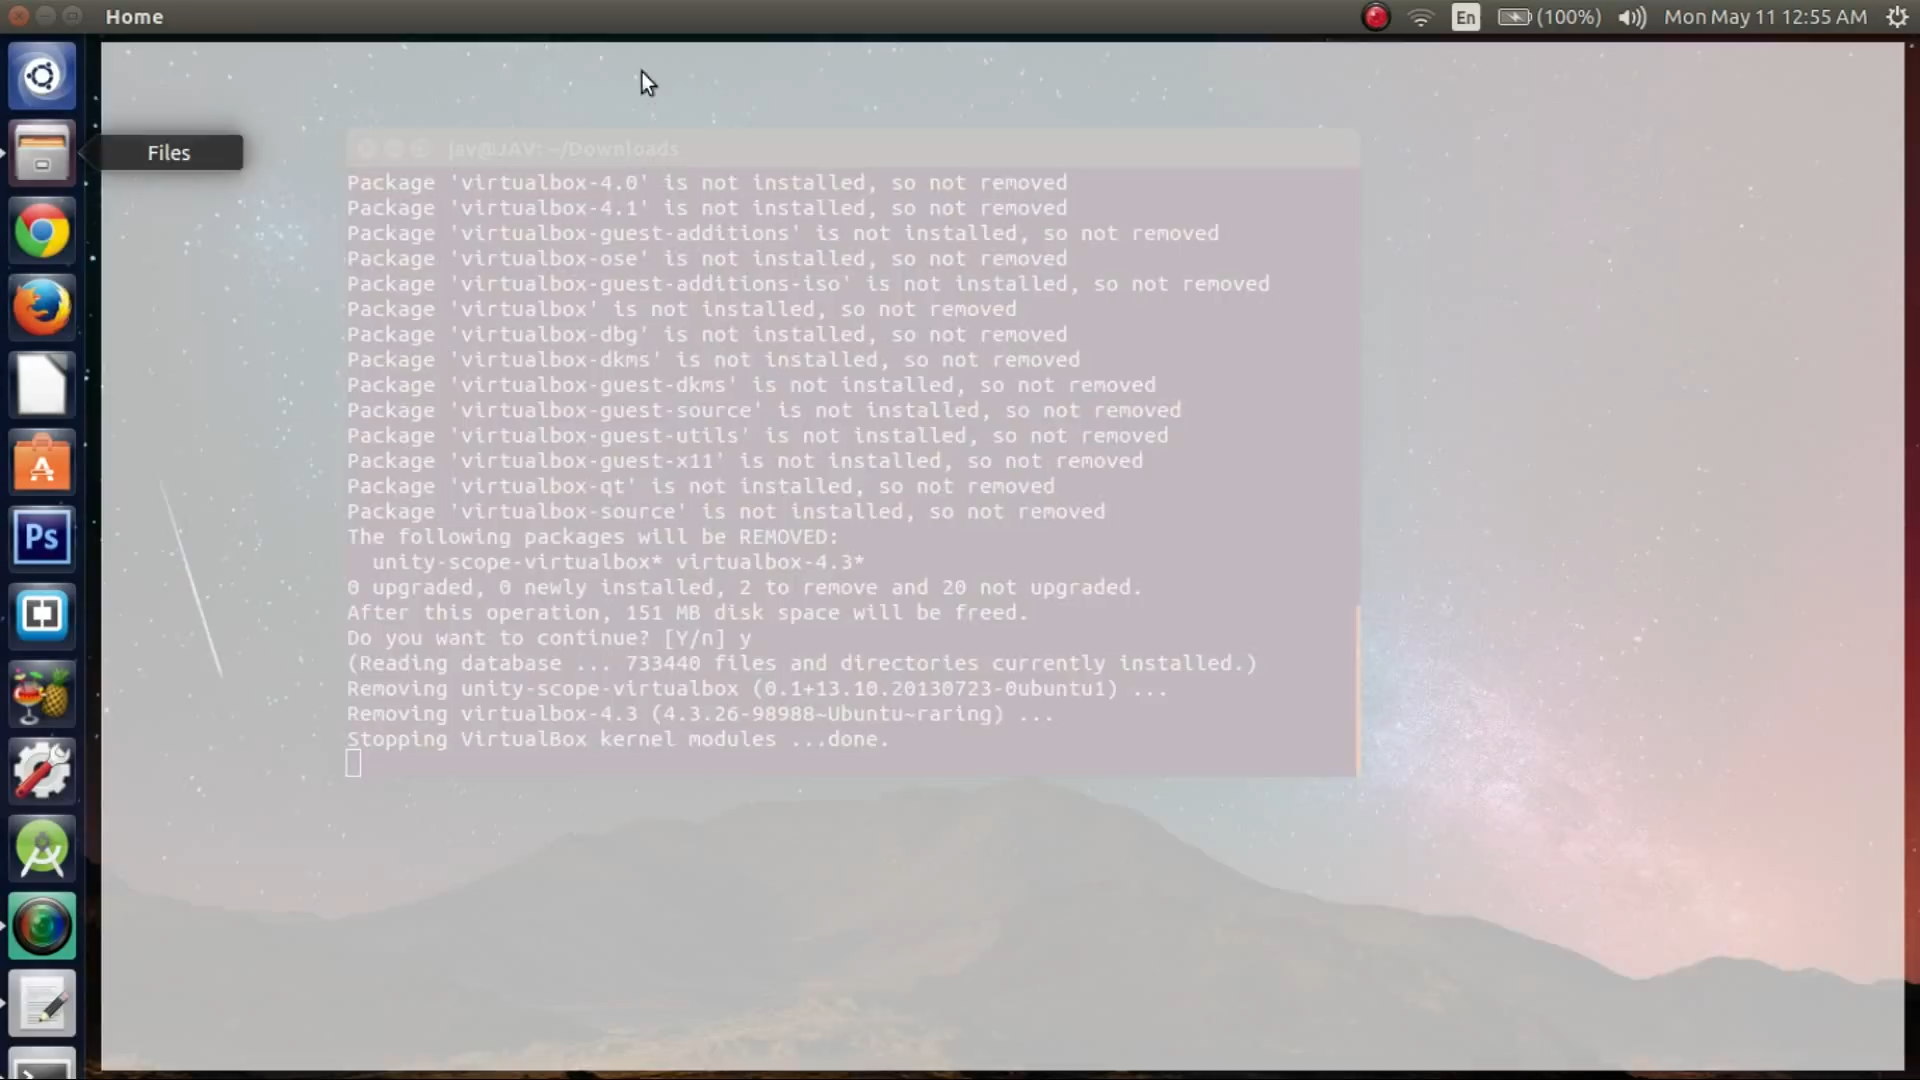 Home
En
(100%)
Mon May 11 12:55 AM
Files
jav@JAV: ~/Downloads
Package 'virtualbox-4.0' is not installed, so not removed
Package 'virtualbox-4.1' is not installed, so not removed
Package 'virtualbox-guest-additions' is not installed, so not removed
Package 'virtualbox-ose' is not installed, so not removed
Package 'virtualbox-guest-additions-iso' is not installed, so not removed
Package 'virtualbox' is not installed, so not removed
Package 'virtualbox-dbg' is not installed, so not removed
Package 'virtualbox-dkms' is not installed, so not removed
Package 'virtualbox-guest-dkms' is not installed, so not removed
Package 'virtualbox-guest-source' is not installed, so not removed
Package 'virtualbox-guest-utils' is not installed, so not removed
Package 'virtualbox-guest-x11' is not installed, so not removed
Package 'virtualbox-qt' is not installed, so not removed
Package 'virtualbox-source' is not installed, so not removed
The following packages will be REMOVED:
unity-scope-virtualbox* virtualbox-4.3*
0 upgraded, 0 newly installed, 2 to remove and 20 not upgraded.
After this operation, 151 MB disk space will be freed.
Do you want to continue? [Y/n] y
(Reading database ... 733440 files and directories currently installed.)
Removing unity-scope-virtualbox (0.1+13.10.20130723-0ubuntu1) ...
Removing virtualbox-4.3 (4.3.26-98988~Ubuntu~raring) ...
Stopping VirtualBox kernel modules ...done.
Ps